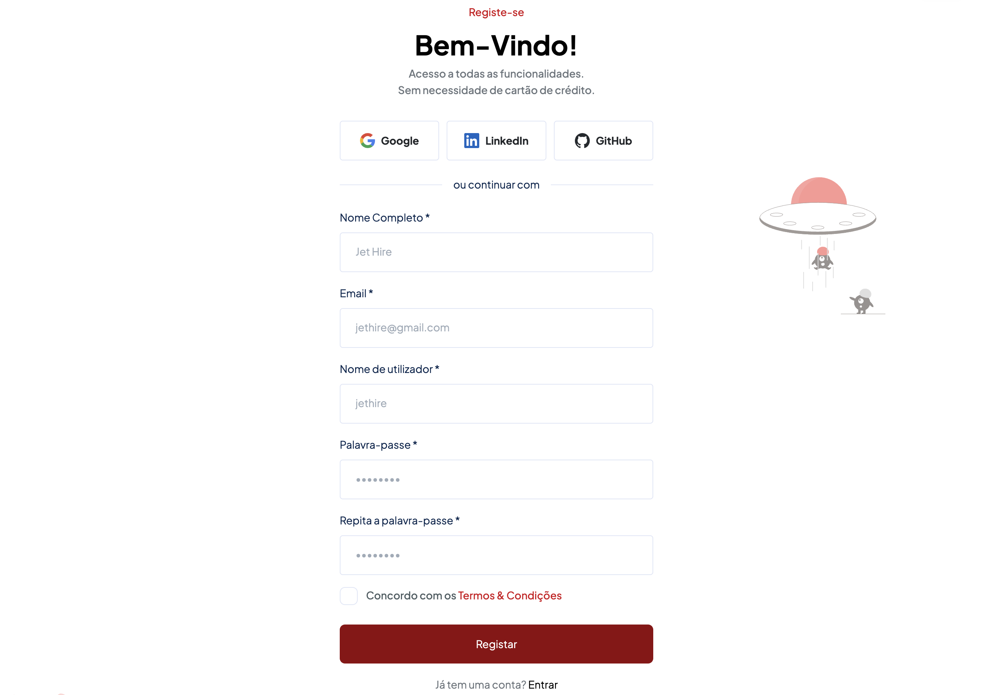 Registe-se
Bem-Vindo!
Acesso a todas as funcionalidades.
Sem necessidade de cartão de crédito.
Google
LinkedIn
GitHub
ou continuar com
Nome Completo *
Jet Hire
Email *
jethire@gmail.com
Nome de utilizador *
jethire
Palavra-passe *
••••••••
Repita a palavra-passe *
••••••••
Concordo com os Termos & Condições
Registar
Já tem uma conta? Entrar